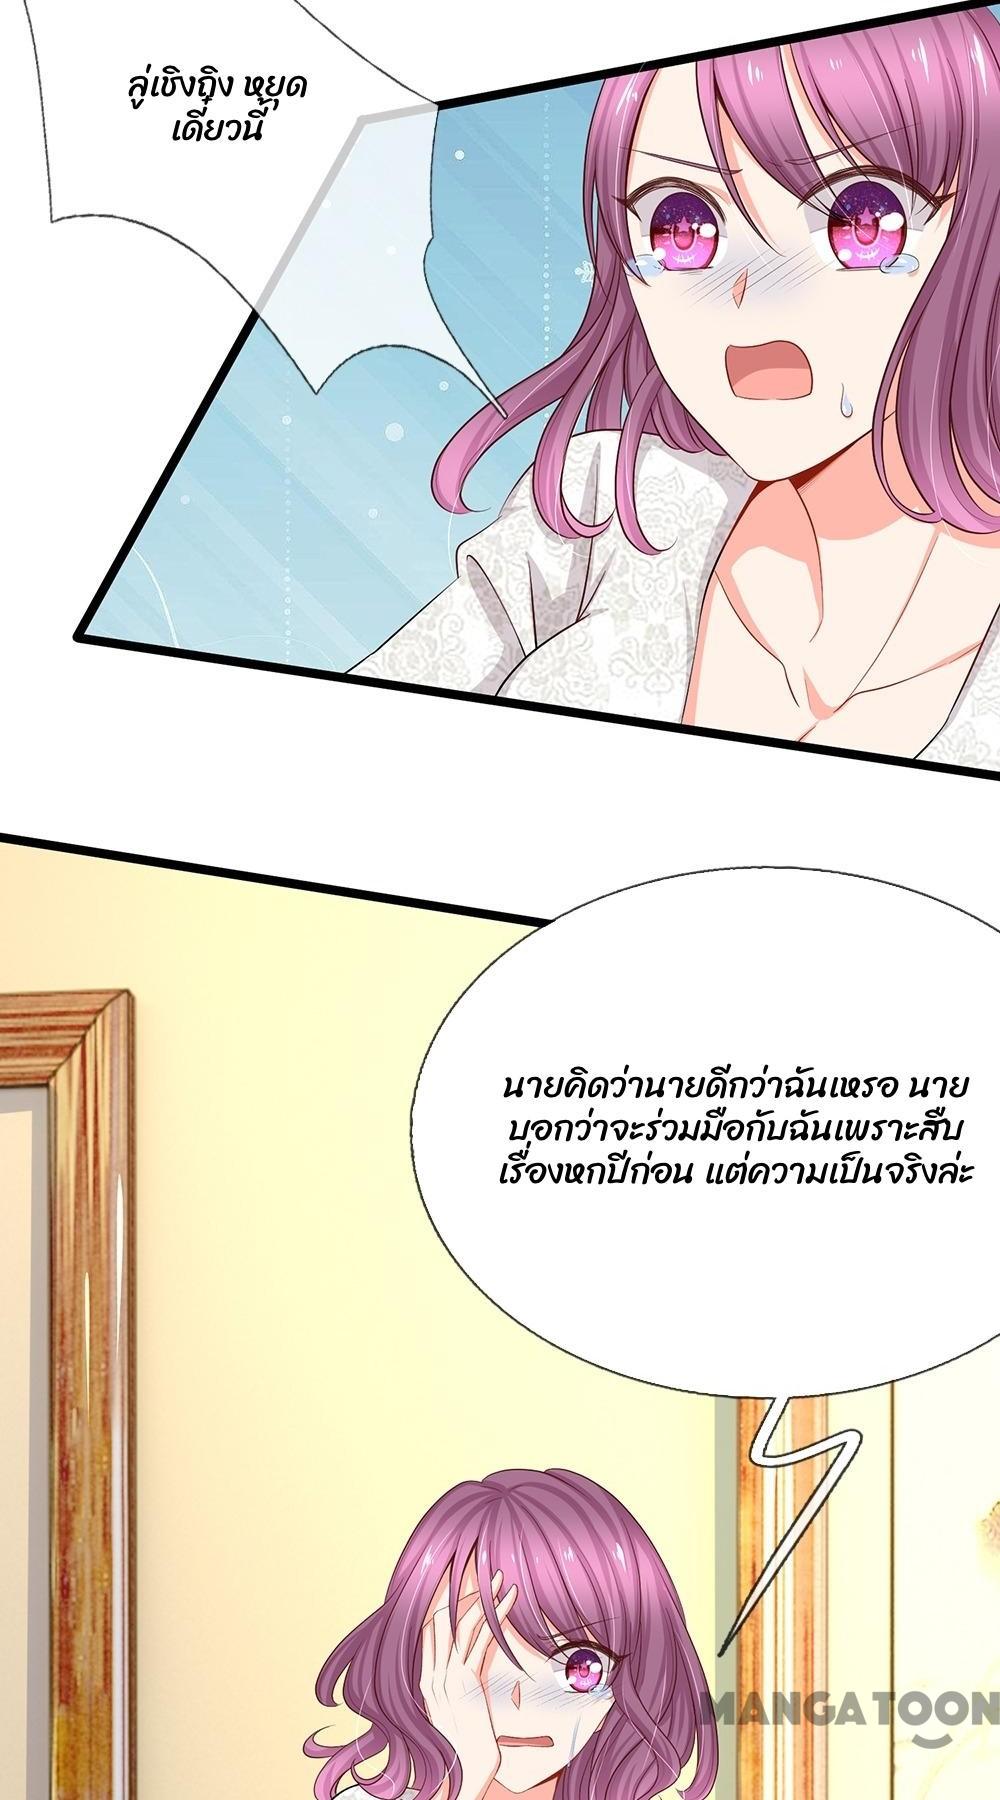 ลู่เชิงถิง หยุด
เดี๋ยวนี้
นายคิดว่านายดีกว่าฉันเหรอ นาย
บอกว่าจะร่วมมือกับฉันเพราะสืบ
เรื่องหกปีก่อน แต่ความเป็นจริงล่ะ
MANGATOON